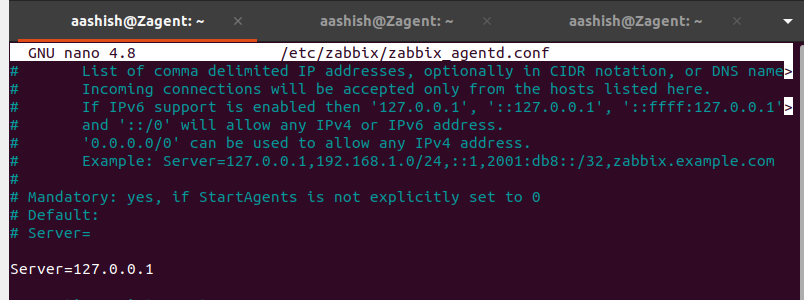 aashish@Zagent: ~ × aashish@Zagent: ~ × aashish@Zagent: ~ ×
GNU nano 4.8 /etc/zabbix/zabbix_agentd.conf
# List of comma delimited IP addresses, optionally in CIDR notation, or DNS name>
# Incoming connections will be accepted only from the hosts listed here.
# If IPv6 support is enabled then '127.0.0.1', '::127.0.0.1', '::ffff:127.0.0.1'>
# and '::/0' will allow any IPv4 or IPv6 address.
# '0.0.0.0/0' can be used to allow any IPv4 address.
# Example: Server=127.0.0.1,192.168.1.0/24,::1,2001:db8::/32,zabbix.example.com
#
# Mandatory: yes, if StartAgents is not explicitly set to 0
# Default:
# Server=
Server=127.0.0.1